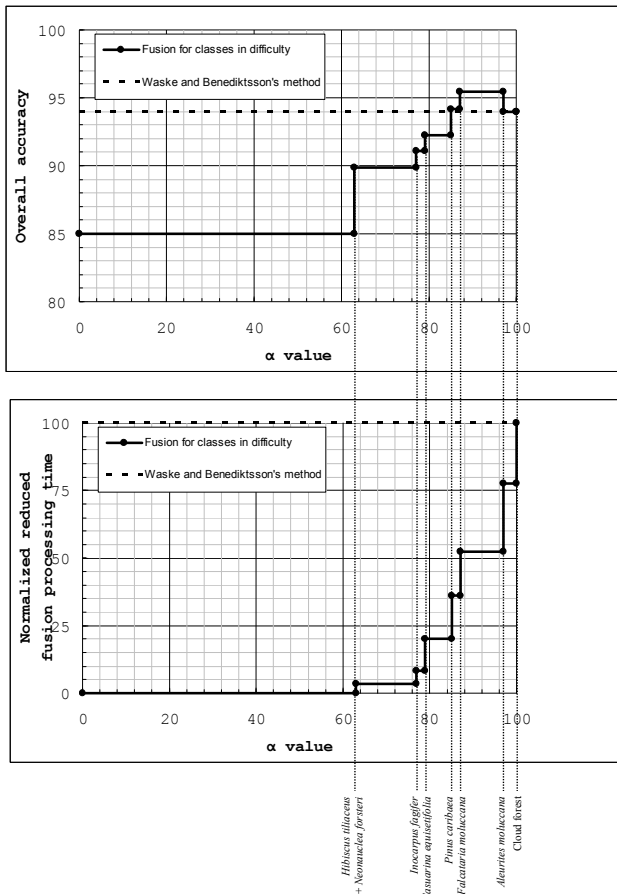 100
95
90
85
80
Overall accuracy
Fusion for classes in difficulty
Waske and Benediktsson's method
0 20 40 60 80 100
α value
100
75
50
25
0
Normalized reduced
fusion processing time
Fusion for classes in difficulty
Waske and Benediktsson's method
0 20 40 60 80 100
α value
Hibiscus tiliaceus
+ Neonauclea forsteri
Inocarpus fagifer
asuarina equisetifolia
Pinus caribaea
Falcataria moluccana
Aleurites moluccana
Cloud forest